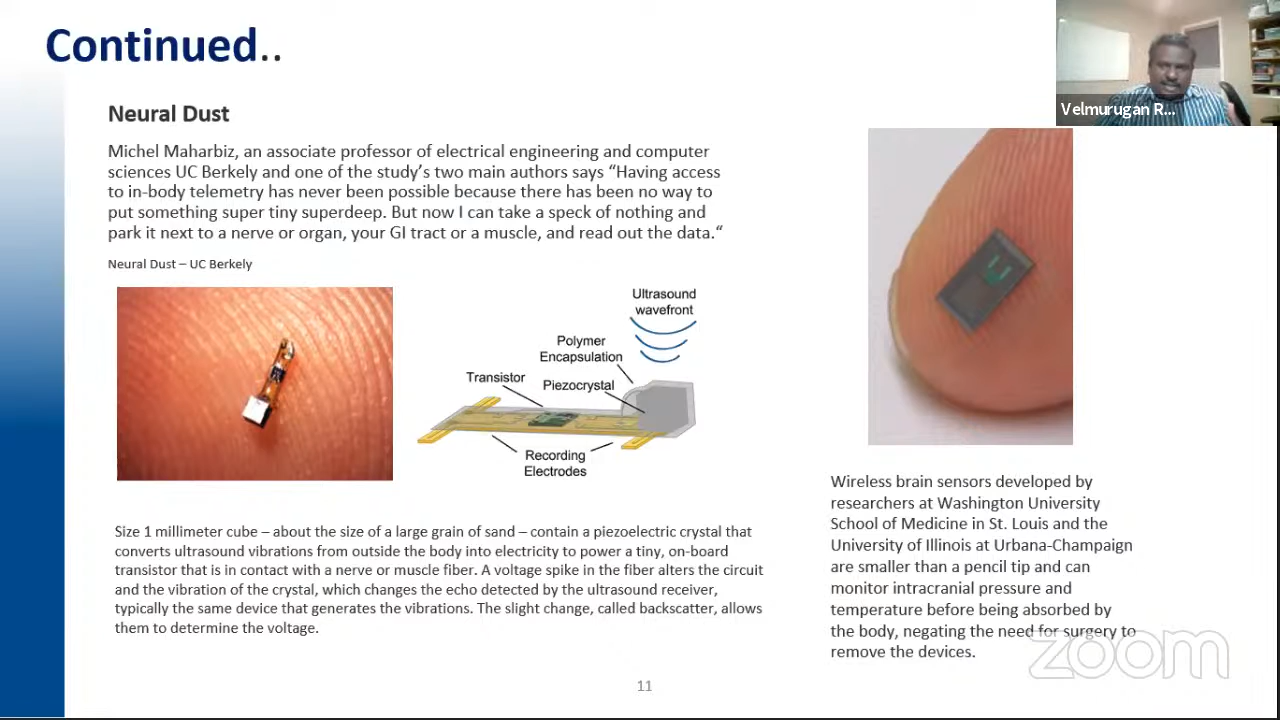 Continued..
Velmurugan R...
Neural Dust
Michel Maharbiz, an associate professor of electrical engineering and computer
sciences UC Berkely and one of the study's two main authors says “Having access
to in-body telemetry has never been possible because there has been no way to
put something super tiny superdeep. But now I can take a speck of nothing and
park it next to a nerve or organ, your GI tract or a muscle, and read out the data.“
Neural Dust – UC Berkely
Ultrasound
wavefront
Polymer
Encapsulation
Transistor
Piezocrystal
Recording
Electrodes
Size 1 millimeter cube – about the size of a large grain of sand – contain a piezoelectric crystal that
converts ultrasound vibrations from outside the body into electricity to power a tiny, on-board
transistor that is in contact with a nerve or muscle fiber. A voltage spike in the fiber alters the circuit
and the vibration of the crystal, which changes the echo detected by the ultrasound receiver,
typically the same device that generates the vibrations. The slight change, called backscatter, allows
them to determine the voltage.
Wireless brain sensors developed by
researchers at Washington University
School of Medicine in St. Louis and the
University of Illinois at Urbana-Champaign
are smaller than a pencil tip and can
monitor intracranial pressure and
temperature before being absorbed by
the body, negating the need for surgery to
remove the devices.
zoom
11